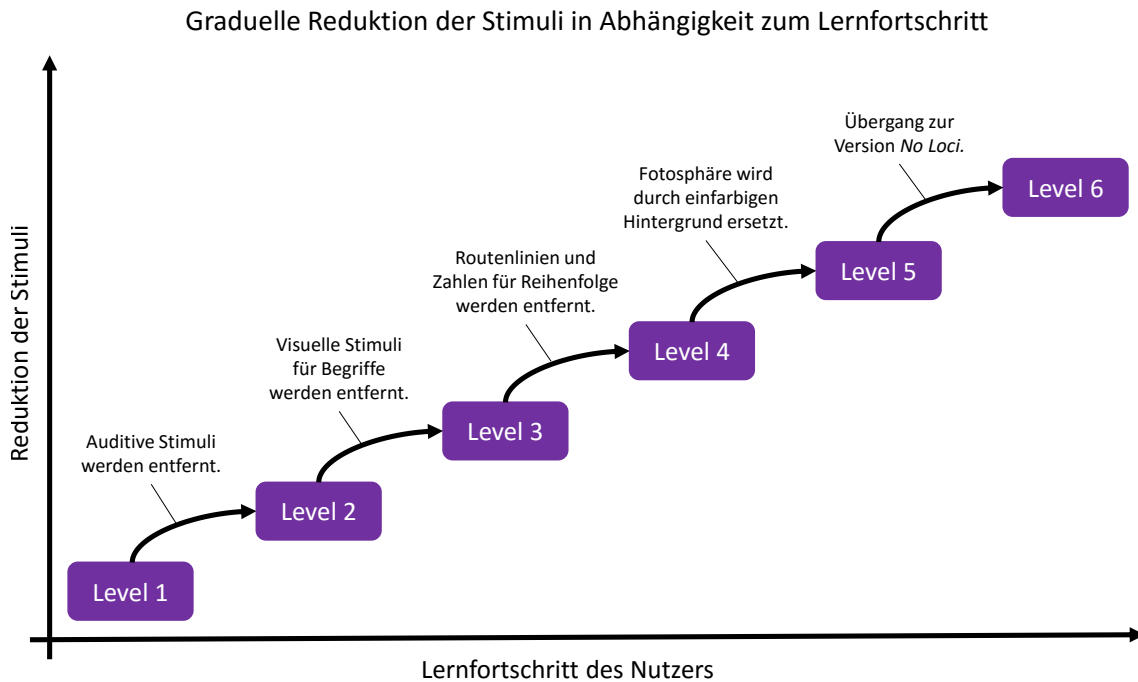 Graduelle Reduktion der Stimuli in Abhängigkeit zum Lernfortschritt
Reduktion der Stimuli
Übergang zur
Version No Loci.
Level 6
Fotosphäre wird
durch einfarbigen
Hintergrund ersetzt.
Level 5
Routenlinien und
Zahlen für Reihenfolge
werden entfernt.
Level 4
Visuelle Stimuli
für Begriffe
werden entfernt.
Level 3
Auditive Stimuli
werden entfernt.
Level 2
Level 1
Lernfortschritt des Nutzers